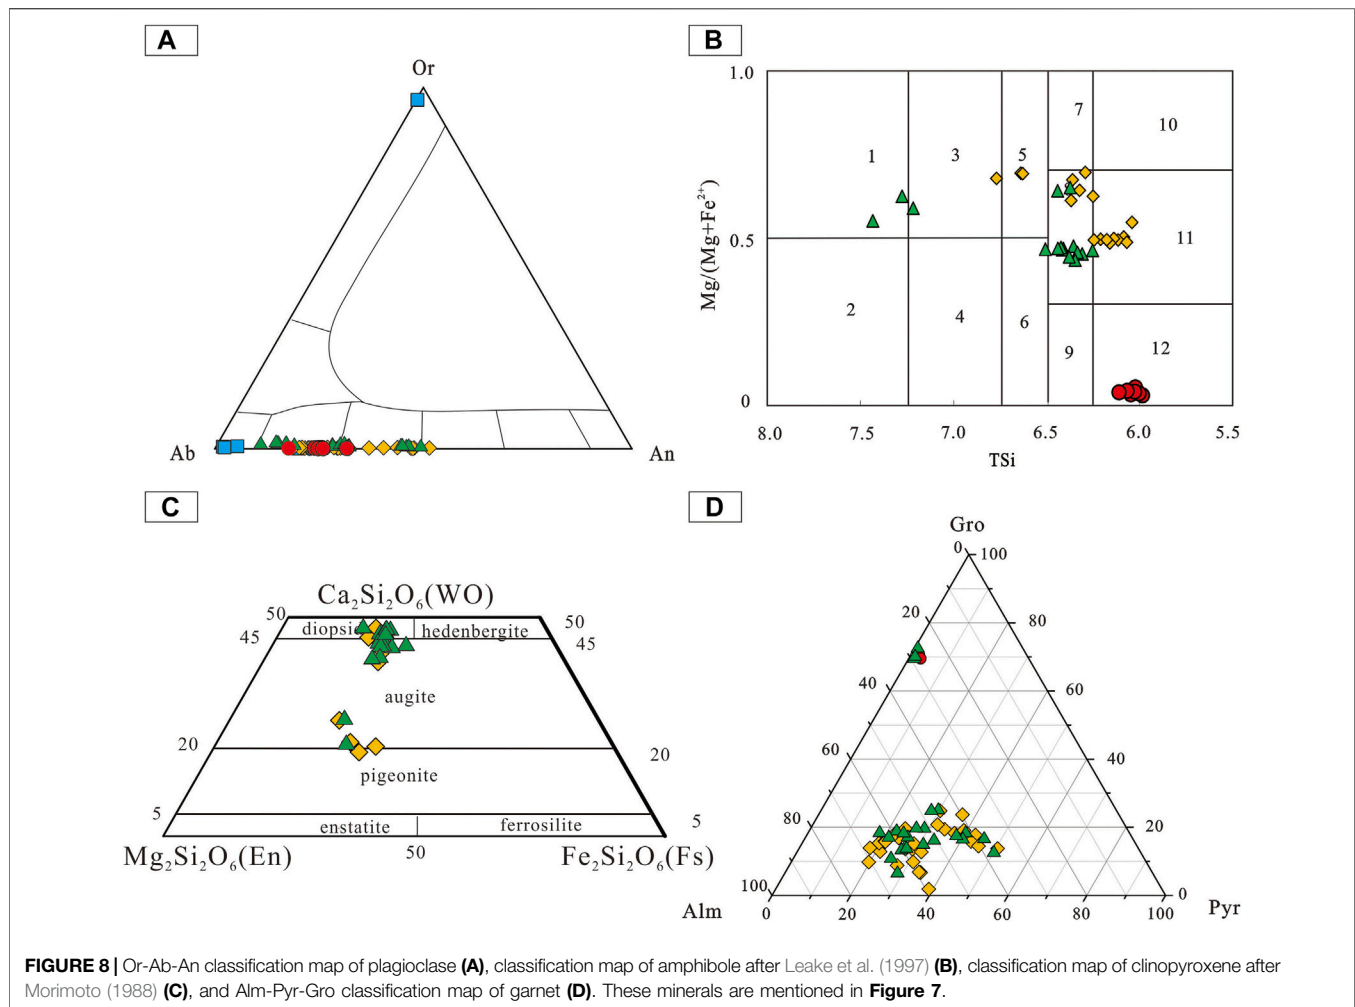 A
Or
Ab
An
B
1.0
0.5
0
Mg/(Mg+Fe²⁺)
1
2
3
4
5
6
7
9
10
11
12
8.0 7.5 7.0 6.5 6.0 5.5
TSi
C
Ca₂Si₂O₆(WO)
50 50
diopsi hedenbergite
45 45
augite
20 20
pigeonite
5 5
enstatite ferrosilite
Mg₂Si₂O₆(En) 50 Fe₂Si₂O₆(Fs)
D
Gro
0 100
20 80
40 60
60 40
80 20
100 0
Alm Pyr
0 20 40 60 80 100
FIGURE 8 | Or-Ab-An classification map of plagioclase (A), classification map of amphibole after Leake et al. (1997) (B), classification map of clinopyroxene after
Morimoto (1988) (C), and Alm-Pyr-Gro classification map of garnet (D). These minerals are mentioned in Figure 7.